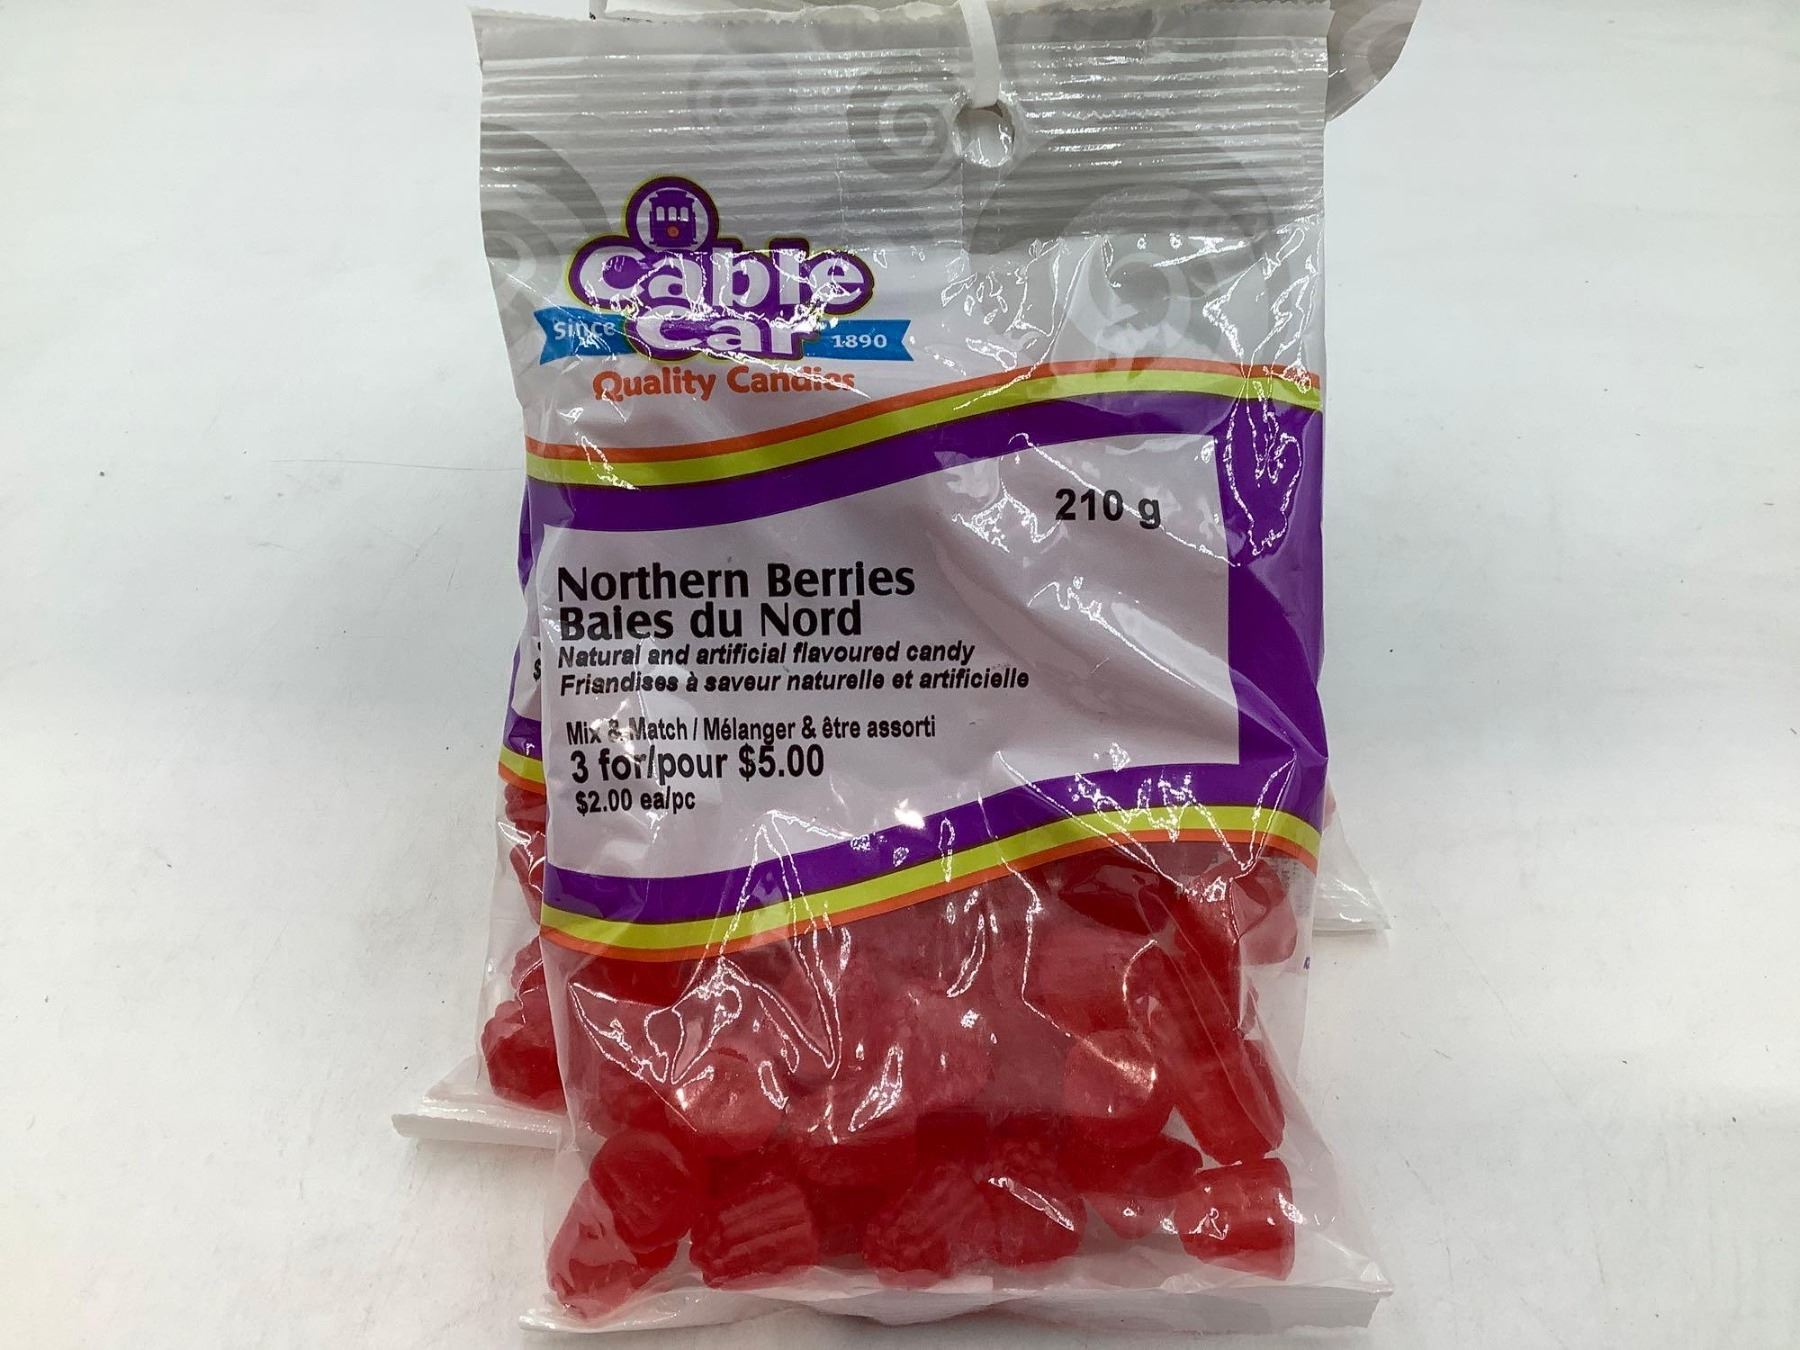 Cable
Car
Since 1890
Quality Candies
210 g
Northern Berries
Baies du Nord
Natural and artificial flavoured candy
Friandises à saveur naturelle et artificielle
Mix & Match / Mélanger & être assorti
3 for/pour $5.00
$2.00 ea/pc